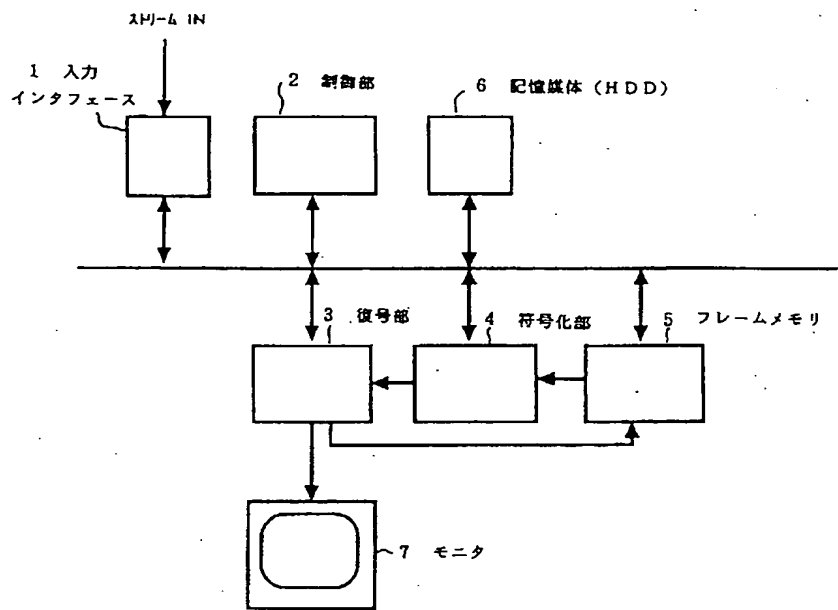 ストリーム IN
1 入力
インタフェース
2 制御部
6 記憶媒体(HDD)
3 復号部
4 符号化部
5 フレームメモリ
7 モニタ